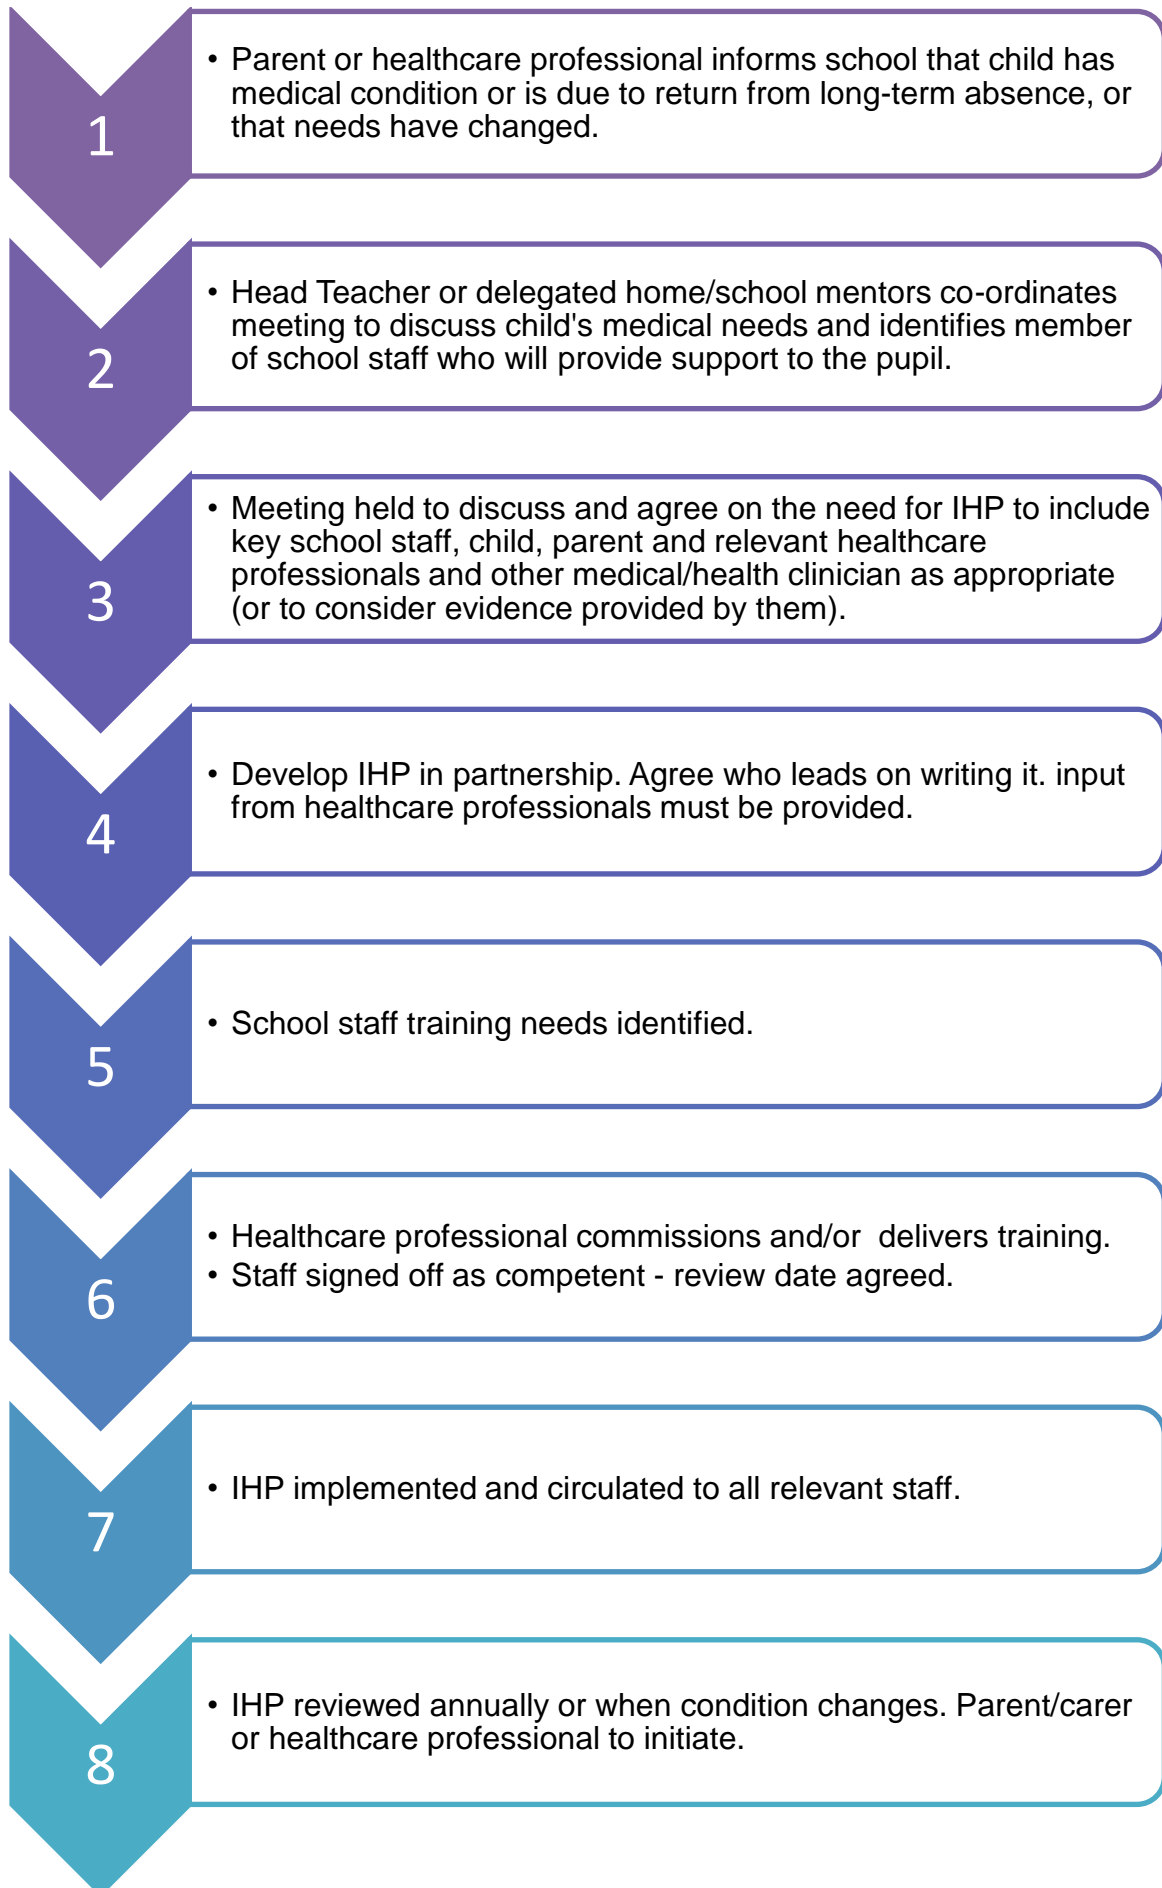 1
• Parent or healthcare professional informs school that child has
medical condition or is due to return from long-term absence, or
that needs have changed.
2
• Head Teacher or delegated home/school mentors co-ordinates
meeting to discuss child's medical needs and identifies member
of school staff who will provide support to the pupil.
3
• Meeting held to discuss and agree on the need for IHP to include
key school staff, child, parent and relevant healthcare
professionals and other medical/health clinician as appropriate
(or to consider evidence provided by them).
4
• Develop IHP in partnership. Agree who leads on writing it. input
from healthcare professionals must be provided.
5
• School staff training needs identified.
6
• Healthcare professional commissions and/or  delivers training.
• Staff signed off as competent - review date agreed.
7
• IHP implemented and circulated to all relevant staff.
8
• IHP reviewed annually or when condition changes. Parent/carer
or healthcare professional to initiate.